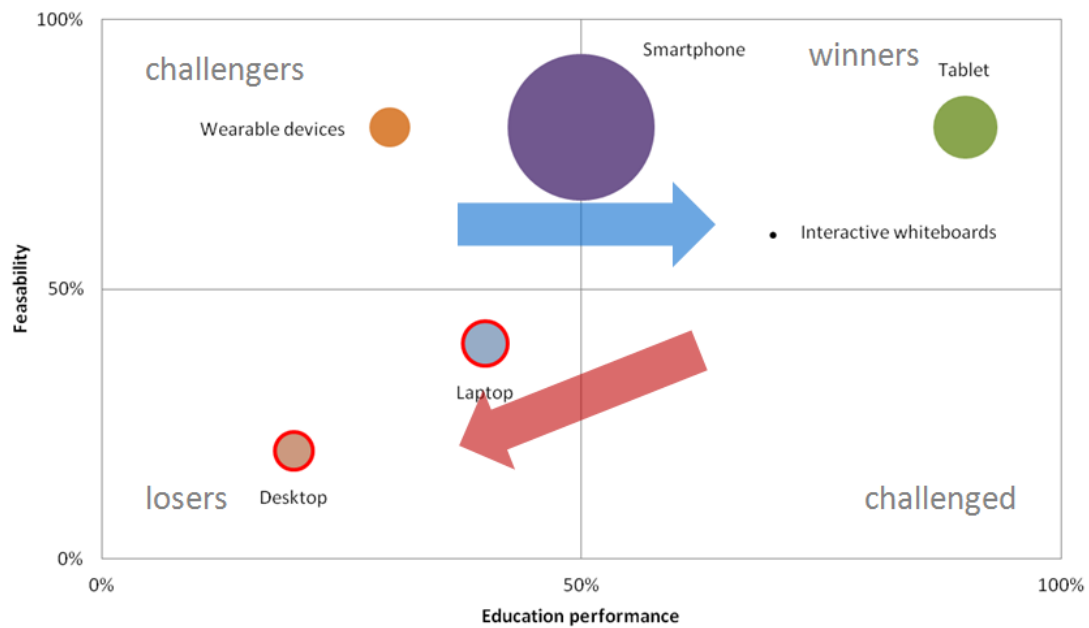 100%
challengers
Smartphone
winners
Tablet
Wearable devices
Interactive whiteboards
Feasability
50%
Laptop
losers
Desktop
challenged
0%
0%
50%
100%
Education performance